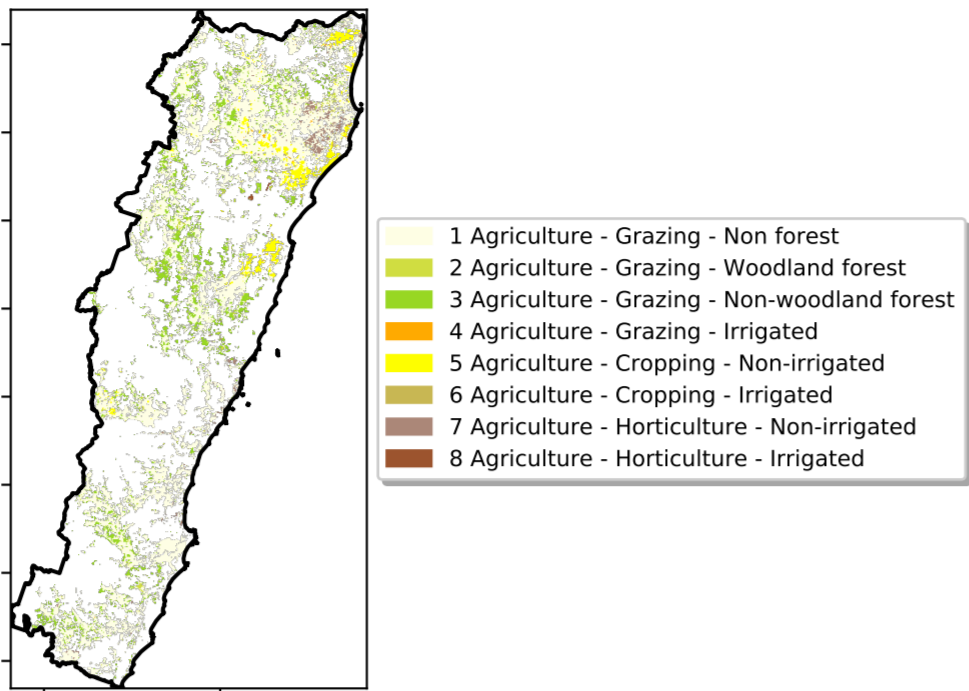 1 Agriculture - Grazing - Non forest
2 Agriculture - Grazing - Woodland forest
3 Agriculture - Grazing - Non-woodland forest
4 Agriculture - Grazing - Irrigated
5 Agriculture - Cropping - Non-irrigated
6 Agriculture - Cropping - Irrigated
7 Agriculture - Horticulture - Non-irrigated
8 Agriculture - Horticulture - Irrigated